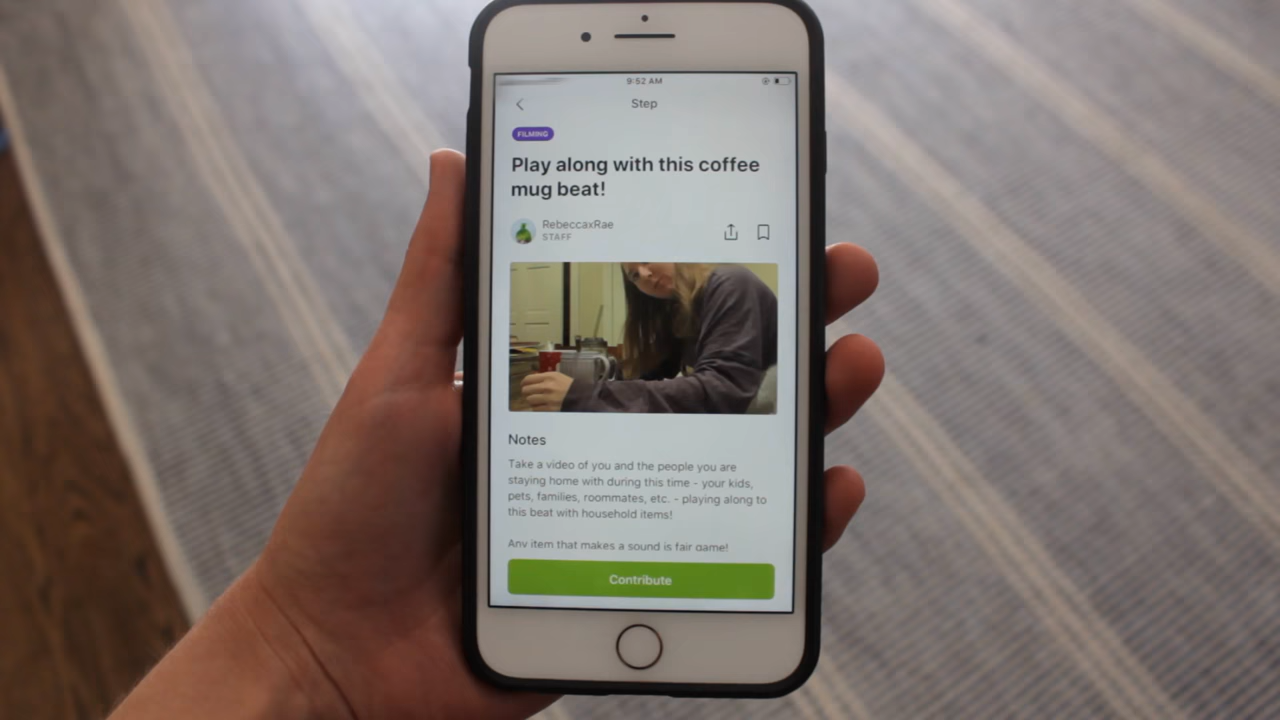 9:52 AM
Step
FILMING
Play along with this coffee
mug beat!
RebeccaxRae
STAFF
Notes
Take a video of you and the people you are
staying home with during this time - your kids,
pets, families, roommates, etc. - playing along to
this beat with household items!
Any item that makes a sound is fair game!
Contribute